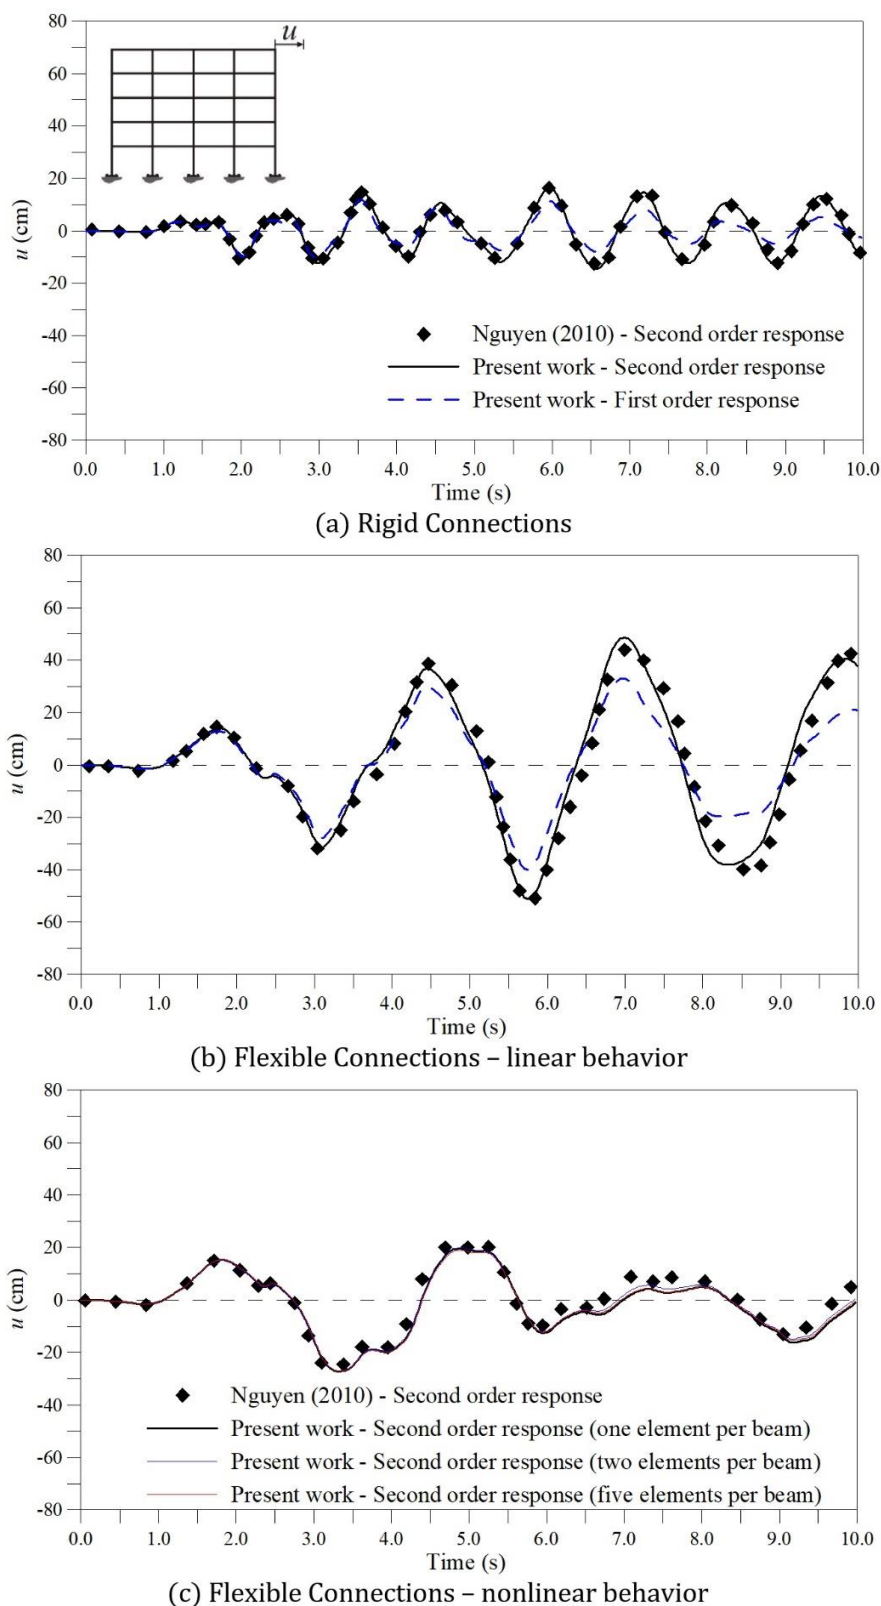 u
80
60
40
20
0
-20
-40
-60
-80
u (cm)
Nguyen (2010) - Second order response
Present work - Second order response
Present work - First order response
0.0 1.0 2.0 3.0 4.0 5.0 6.0 7.0 8.0 9.0 10.0
Time (s)
(a) Rigid Connections
80
60
40
20
0
-20
-40
-60
-80
u (cm)
0.0 1.0 2.0 3.0 4.0 5.0 6.0 7.0 8.0 9.0 10.0
Time (s)
(b) Flexible Connections – linear behavior
80
60
40
20
0
-20
-40
-60
-80
u (cm)
Nguyen (2010) - Second order response
Present work - Second order response (one element per beam)
Present work - Second order response (two elements per beam)
Present work - Second order response (five elements per beam)
0.0 1.0 2.0 3.0 4.0 5.0 6.0 7.0 8.0 9.0 10.0
Time (s)
(c) Flexible Connections – nonlinear behavior